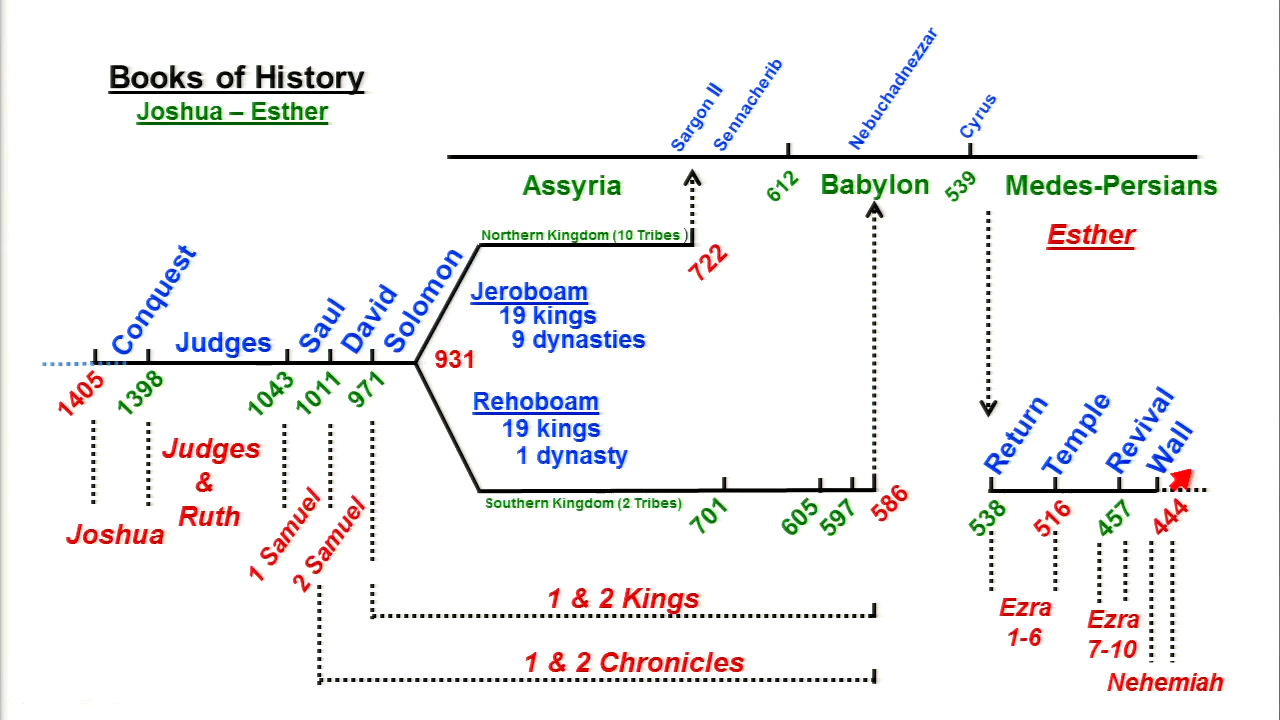 Books of History
Joshua – Esther
Sargon II
Sennacherib
Nebuchadnezzar
Cyrus
Assyria
612
Babylon
539
Medes-Persians
Esther
Northern Kingdom (10 Tribes )
722
Conquest
Judges
Saul
David
Solomon
Jeroboam
19 kings
9 dynasties
931
1405
1398
1043
1011
971
Rehoboam
19 kings
1 dynasty
Southern Kingdom (2 Tribes)
701
605
597
586
Return
Temple
Revival
Wall
538
516
457
444
Joshua
Judges
&
Ruth
1 Samuel
2 Samuel
1 & 2 Kings
1 & 2 Chronicles
Ezra
1-6
Ezra
7-10
Nehemiah